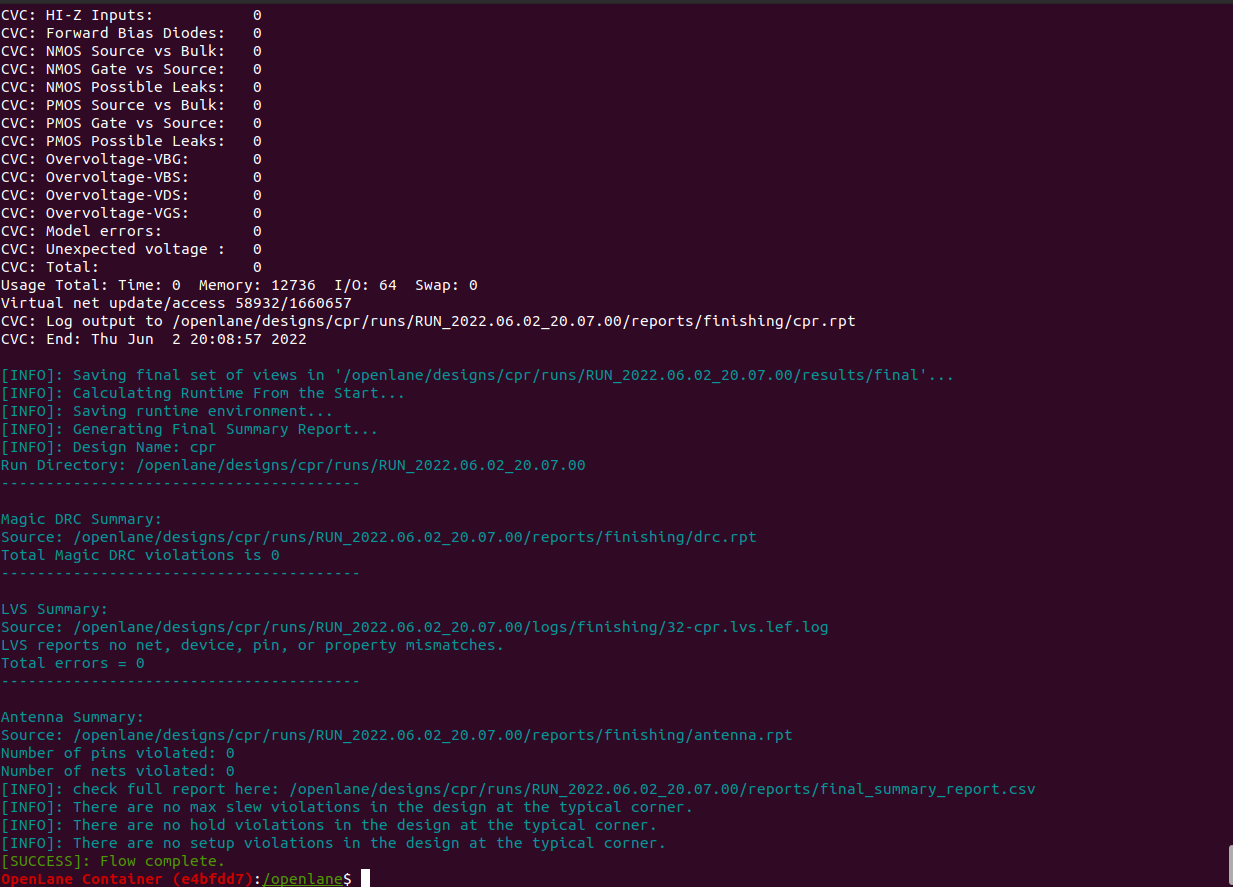 CVC: HI-Z Inputs:           0
CVC: Forward Bias Diodes:   0
CVC: NMOS Source vs Bulk:   0
CVC: NMOS Gate vs Source:   0
CVC: NMOS Possible Leaks:   0
CVC: PMOS Source vs Bulk:   0
CVC: PMOS Gate vs Source:   0
CVC: PMOS Possible Leaks:   0
CVC: Overvoltage-VBG:       0
CVC: Overvoltage-VBS:       0
CVC: Overvoltage-VDS:       0
CVC: Overvoltage-VGS:       0
CVC: Model errors:          0
CVC: Unexpected voltage :   0
CVC: Total:                 0
Usage Total: Time: 0  Memory: 12736  I/O: 64  Swap: 0
Virtual net update/access 58932/1660657
CVC: Log output to /openlane/designs/cpr/runs/RUN_2022.06.02_20.07.00/reports/finishing/cpr.rpt
CVC: End: Thu Jun  2 20:08:57 2022
[INFO]: Saving final set of views in '/openlane/designs/cpr/runs/RUN_2022.06.02_20.07.00/results/final'...
[INFO]: Calculating Runtime From the Start...
[INFO]: Saving runtime environment...
[INFO]: Generating Final Summary Report...
[INFO]: Design Name: cpr
Run Directory: /openlane/designs/cpr/runs/RUN_2022.06.02_20.07.00
----------------------------------------
Magic DRC Summary:
Source: /openlane/designs/cpr/runs/RUN_2022.06.02_20.07.00/reports/finishing/drc.rpt
Total Magic DRC violations is 0
----------------------------------------
LVS Summary:
Source: /openlane/designs/cpr/runs/RUN_2022.06.02_20.07.00/logs/finishing/32-cpr.lvs.lef.log
LVS reports no net, device, pin, or property mismatches.
Total errors = 0
----------------------------------------
Antenna Summary:
Source: /openlane/designs/cpr/runs/RUN_2022.06.02_20.07.00/reports/finishing/antenna.rpt
Number of pins violated: 0
Number of nets violated: 0
[INFO]: check full report here: /openlane/designs/cpr/runs/RUN_2022.06.02_20.07.00/reports/final_summary_report.csv
[INFO]: There are no max slew violations in the design at the typical corner.
[INFO]: There are no hold violations in the design at the typical corner.
[INFO]: There are no setup violations in the design at the typical corner.
[SUCCESS]: Flow complete.
OpenLane Container (e4bfdd7):/openlane$